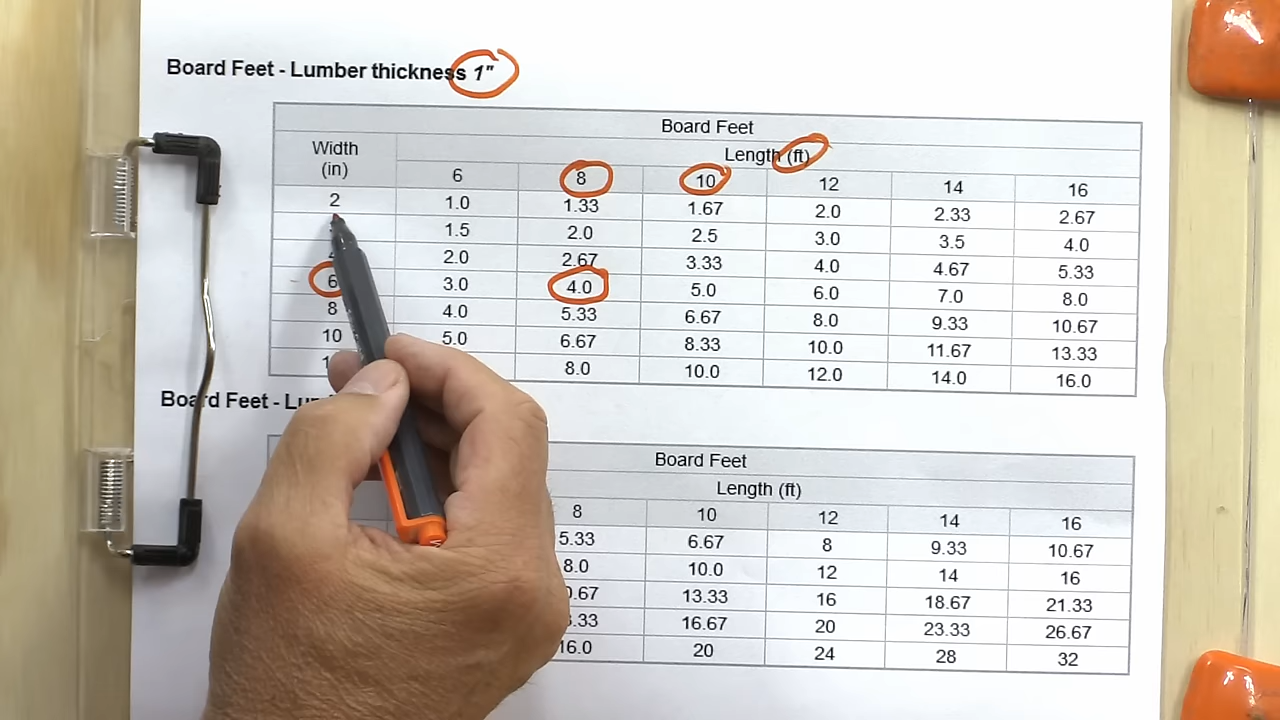 Board Feet - Lumber thickness 1"
Board Feet
Width (in)
Length (ft)
6 8 10 12 14 16
2 1.0 1.33 1.67 2.0 2.33 2.67
1.5 2.0 2.5 3.0 3.5 4.0
2.0 2.67 3.33 4.0 4.67 5.33
6 3.0 4.0 5.0 6.0 7.0 8.0
8 4.0 5.33 6.67 8.0 9.33 10.67
10 5.0 6.67 8.33 10.0 11.67 13.33
8.0 10.0 12.0 14.0 16.0
Board Feet -
Board Feet
Length (ft)
8 10 12 14 16
5.33 6.67 8 9.33 10.67
8.0 10.0 12 14 16
13.33 16 18.67 21.33
16.67 20 23.33 26.67
16.0 20 24 28 32